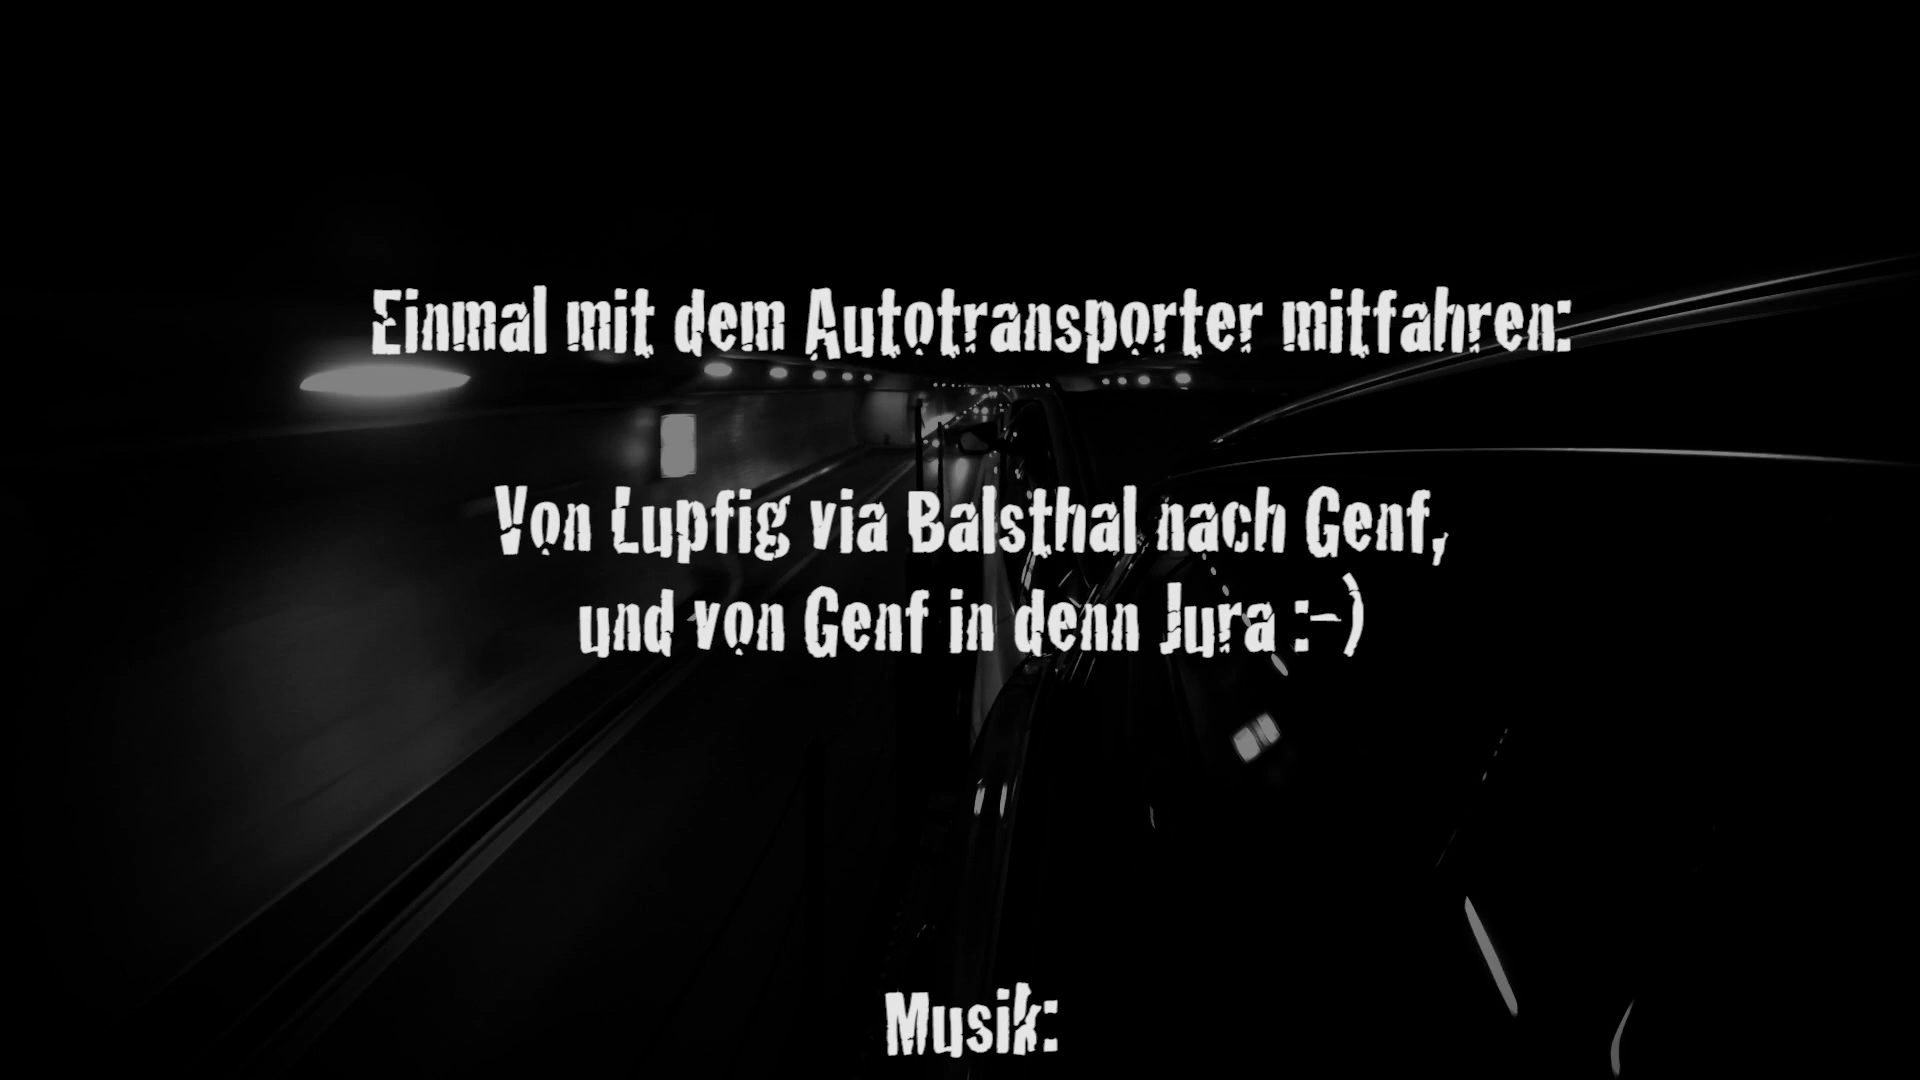 Einmal mit dem Autotransporter mitfahren:
Von Lupfig via Balsthal nach Genf,
und von Genf in denn Jura :-)
Musik: